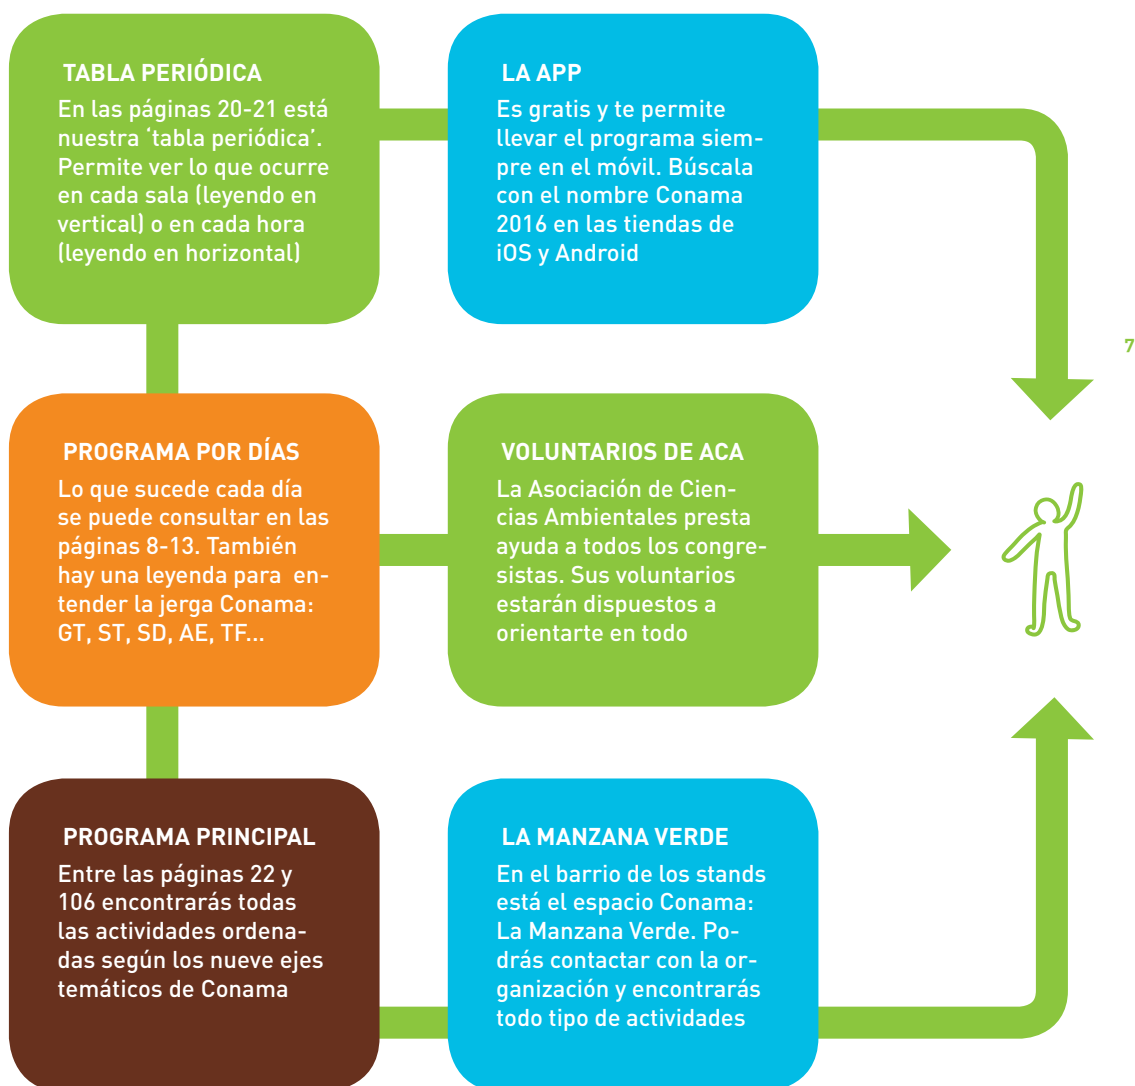 TABLA PERIÓDICA
En las páginas 20-21 está
nuestra ‘tabla periódica’.
Permite ver lo que ocurre
en cada sala (leyendo en
vertical) o en cada hora
(leyendo en horizontal)
LA APP
Es gratis y te permite
llevar el programa siem-
pre en el móvil. Búscala
con el nombre Conama
2016 en las tiendas de
iOS y Android
7
PROGRAMA POR DÍAS
Lo que sucede cada día
se puede consultar en las
páginas 8-13. También
hay una leyenda para en-
tender la jerga Conama:
GT, ST, SD, AE, TF...
VOLUNTARIOS DE ACA
La Asociación de Cien-
cias Ambientales presta
ayuda a todos los congre-
sistas. Sus voluntarios
estarán dispuestos a
orientarte en todo
PROGRAMA PRINCIPAL
Entre las páginas 22 y
106 encontrarás todas
las actividades ordena-
das según los nueve ejes
temáticos de Conama
LA MANZANA VERDE
En el barrio de los stands
está el espacio Conama:
La Manzana Verde. Po-
drás contactar con la or-
ganización y encontrarás
todo tipo de actividades